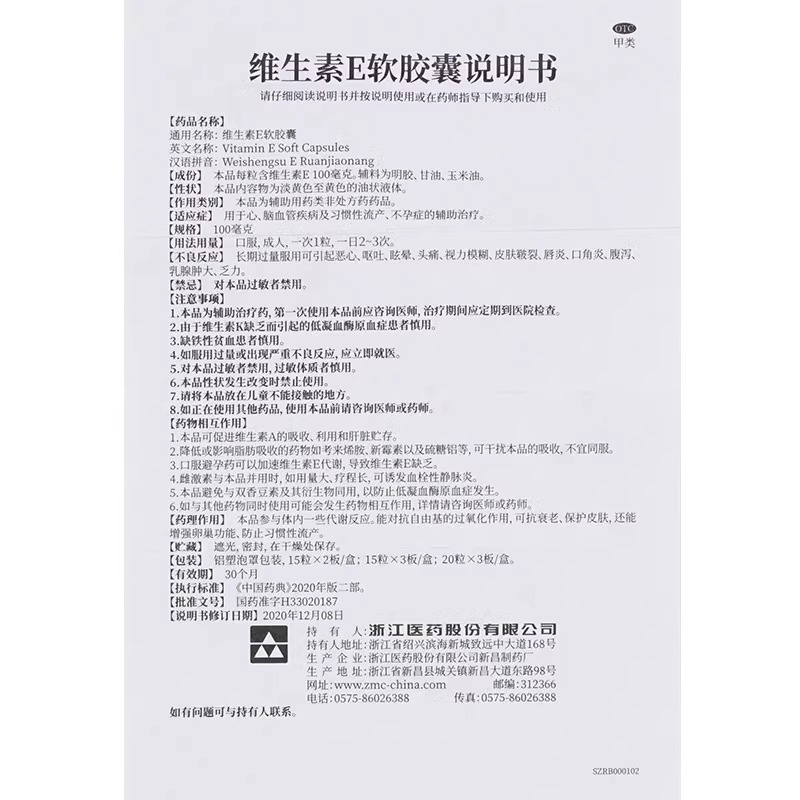 OTC
甲类
维生素E软胶囊说明书
请仔细阅读说明书并按说明使用或在药师指导下购买和使用
【药品名称】
通用名称：维生素E软胶囊
英文名称：Vitamin E Soft Capsules
汉语拼音：Weishengsu E Ruanjiaonang
【成份】 本品每粒含维生素E 100毫克。辅料为明胶、甘油、玉米油。
【性状】 本品内容物为淡黄色至黄色的油状液体。
【作用类别】 本品为辅助用药类非处方药药品。
【适应症】 用于心、脑血管疾病及习惯性流产、不孕症的辅助治疗。
【规格】 100毫克
【用法用量】 口服，成人，一次1粒，一日2~3次。
【不良反应】 长期过量服用可引起恶心、呕吐、眩晕、头痛、视力模糊、皮肤皲裂、唇炎、口角炎、腹泻、
乳腺肿大、乏力。
【禁忌】 对本品过敏者禁用。
【注意事项】
1.本品为辅助治疗药，第一次使用本品前应咨询医师，治疗期间应定期到医院检查。
2.由于维生素K缺乏而引起的低凝血酶原血症患者慎用。
3.缺铁性贫血患者慎用。
4.如服用过量或出现严重不良反应，应立即就医。
5.对本品过敏者禁用，过敏体质者慎用。
6.本品性状发生改变时禁止使用。
7.请将本品放在儿童不能接触的地方。
8.如正在使用其他药品，使用本品前请咨询医师或药师。
【药物相互作用】
1.本品可促进维生素A的吸收、利用和肝脏贮存。
2.降低或影响脂肪吸收的药物如考来烯胺、新霉素以及硫糖铝等，可干扰本品的吸收，不宜同服。
3.口服避孕药可以加速维生素E代谢，导致维生素E缺乏。
4.雌激素与本品并用时，如用量大、疗程长，可诱发血栓性静脉炎。
5.本品避免与双香豆素及其衍生物同用，以防止低凝血酶原血症发生。
6.如与其他药物同时使用可能会发生药物相互作用，详情请咨询医师或药师。
【药理作用】 本品参与体内一些代谢反应。能对抗自由基的过氧化作用，可抗衰老、保护皮肤，还能
增强卵巢功能、防止习惯性流产。
【贮藏】 遮光，密封，在干燥处保存。
【包装】 铝塑泡罩包装，15粒×2板/盒；15粒×3板/盒；20粒×3板/盒。
【有效期】 30个月
【执行标准】《中国药典》2020年版二部。
【批准文号】 国药准字H33020187
【说明书修订日期】2020年12月08日
持有人：浙江医药股份有限公司
持有人地址：浙江省绍兴滨海新城致远中大道168号
生产企业：浙江医药股份有限公司新昌制药厂
生产地址：浙江省新昌县城关镇新昌大道东路98号
网址：www.zmc-china.com 邮编：312366
电话：0575-86026388 传真：0575-86026388
如有问题可与持有人联系。
SZRB000102